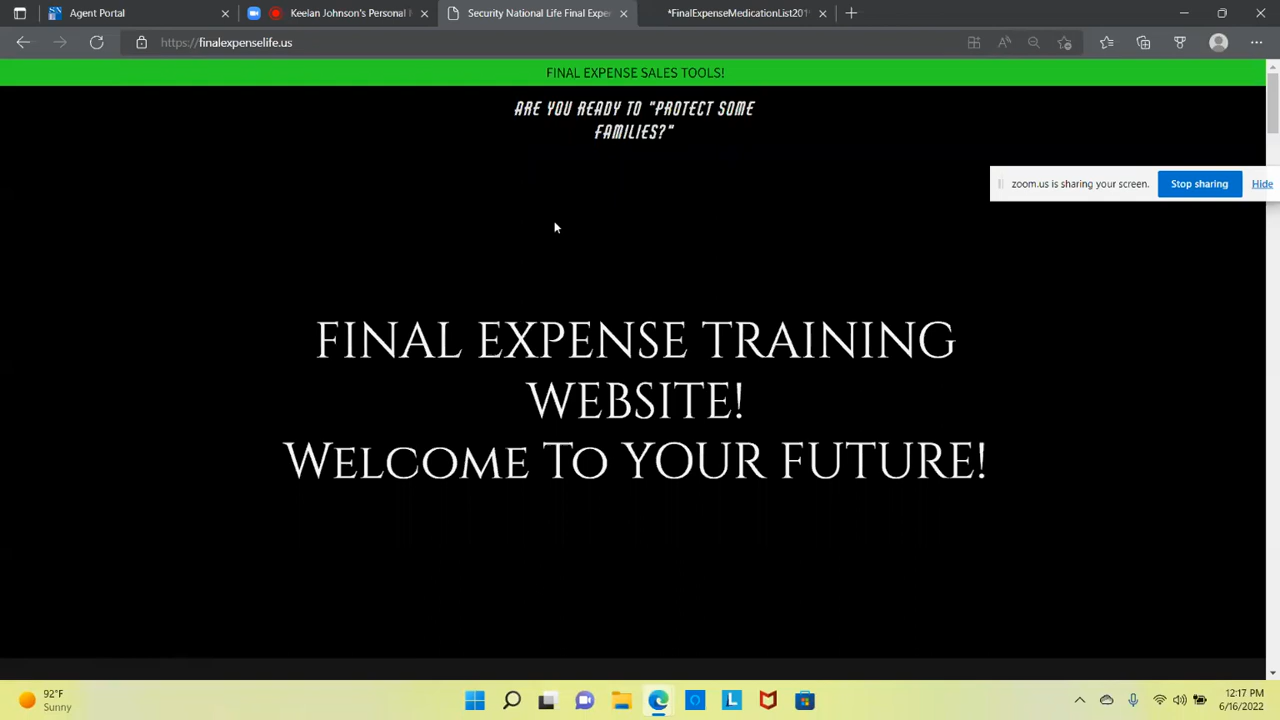 Agent Portal
Keelan Johnson's Personal
Security National Life Final Expe
*FinalExpenseMedicationList201
https://finalexpenselife.us
FINAL EXPENSE SALES TOOLS!
ARE YOU READY TO "PROTECT SOME
FAMILIES?"
zoom.us is sharing your screen.
Stop sharing
Hide
FINAL EXPENSE TRAINING
WEBSITE!
WELCOME TO YOUR FUTURE!
92°F
Sunny
12:17 PM
6/16/2022